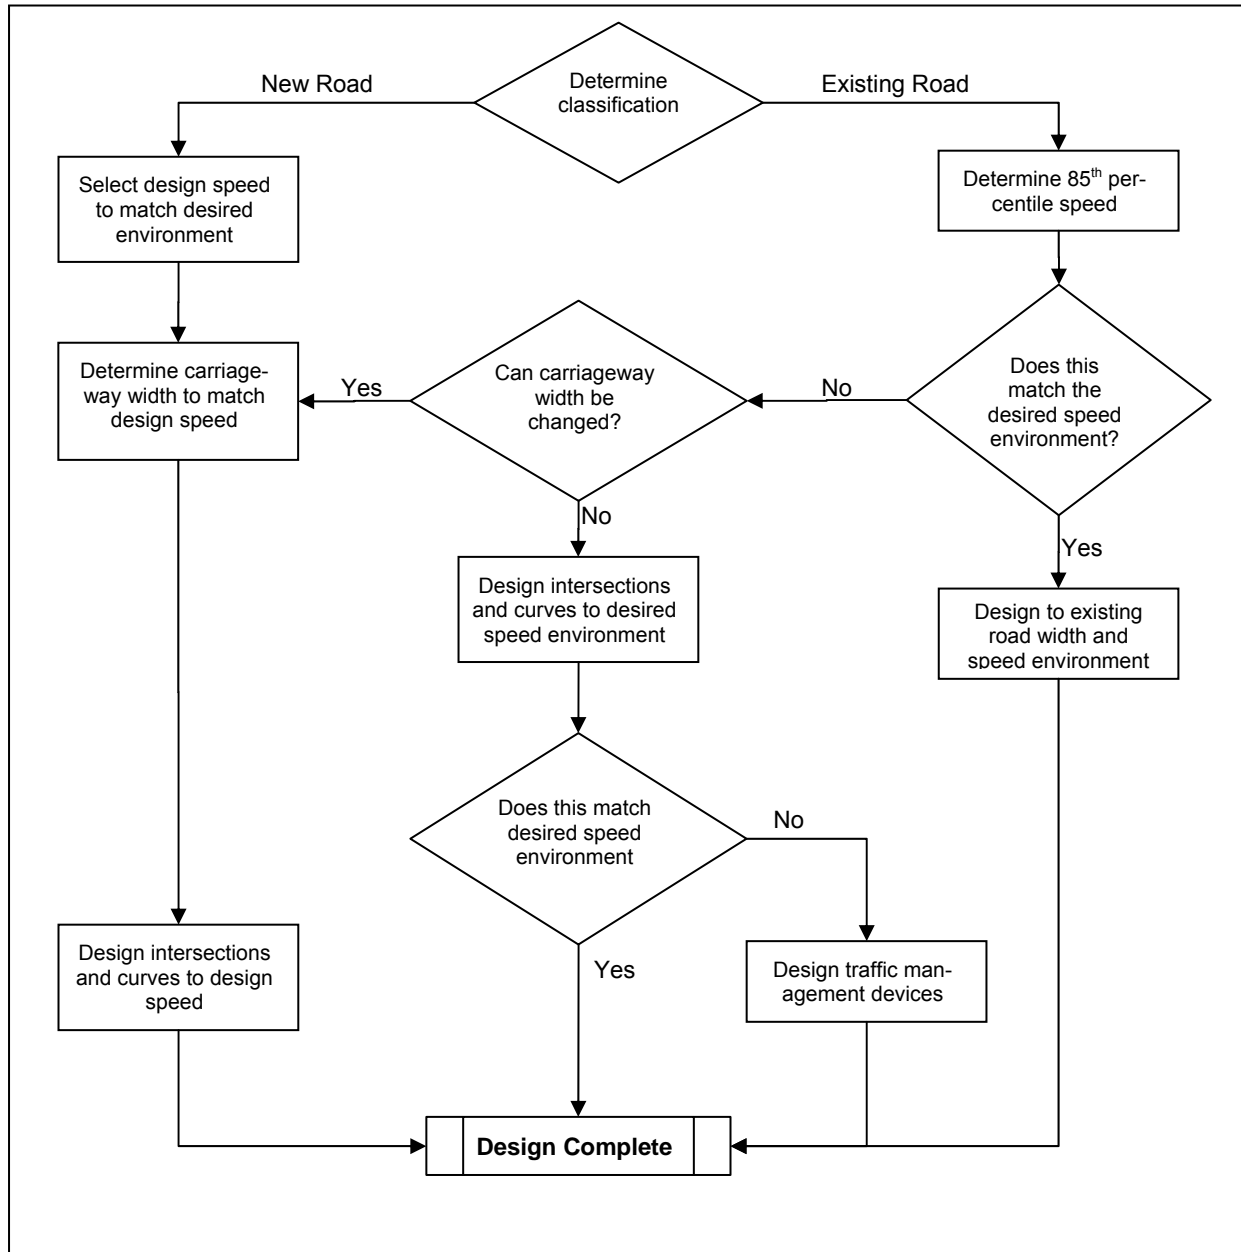 New Road
Determine
classification
Existing Road
Select design speed
to match desired
environment
Determine 85th per-
centile speed
Determine carriage-
way width to match
design speed
Yes
Can carriageway
width be
changed?
No
Does this
match the
desired speed
environment?
No
Yes
Design intersections
and curves to desired
speed environment
Design to existing
road width and
speed environment
Does this match
desired speed
environment
No
Yes
Design intersections
and curves to design
speed
Design traffic man-
agement devices
Design Complete